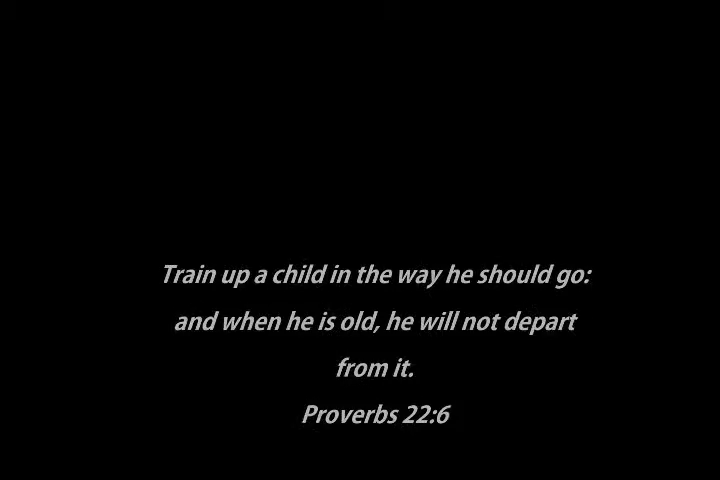 Train up a child in the way he should go:
and when he is old, he will not depart
from it.
Proverbs 22:6